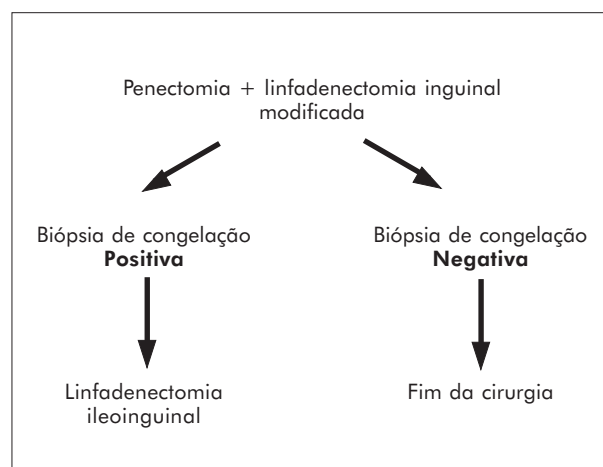 Penectomia + linfadenectomia inguinal
modificada
Biópsia de congelação
Positiva
Biópsia de congelação
Negativa
Linfadenectomia
ileoinguinal
Fim da cirurgia